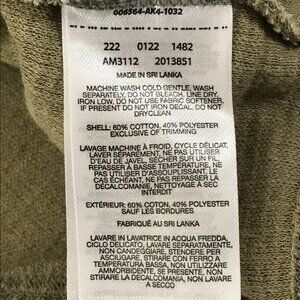 006564-AK4-1032
222 0122 1482
AM3112 2013851
MADE IN SRI LANKA
MACHINE WASH COLD GENTLE, WASH
SEPARATELY, DO NOT BLEACH, LINE DRY,
IRON LOW, DO NOT USE FABRIC SOFTENER.
IF PRESENT DO NOT IRON DECAL, DO NOT
DRYCLEAN
SHELL: 60% COTTON, 40% POLYESTER
EXCLUSIVE OF TRIMMING
LAVAGE MACHINE À FROID, CYCLE DÉLICAT,
LAVER SÉPAREMENT, NE PAS UTILISER
D'EAU DE JAVEL, SÉCHER SUR UN FIL,
REPASSER À BASSE TEMPÉRATURE, NE
PAS UTILISER D'ASSOUPLISSANT. LE
CAS ÉCHÉANT, NE PAS REPASSER LA
DÉCALCOMANIE, NETTOYAGE À SEC
INTERDIT
EXTÉRIEUR: 60% COTON, 40% POLYESTER
SAUF LES BORDURES
FABRIQUÉ AU SRI LANKA
LAVARE IN LAVATRICE IN ACQUA FREDDA,
CICLO DELICATO, LAVARE SEPARATAMENTE,
NON CANDEGGIARE, STENDERE PER
ASCIUGARE, STIRARE CON FERRO A
TEMPERATURA BASSA, NON UTILIZZARE
AMMORBIDENTE, SE PRESENTE, NON
STIRARE LA DECALCOMANIA, NON LAVARE
A SECCO